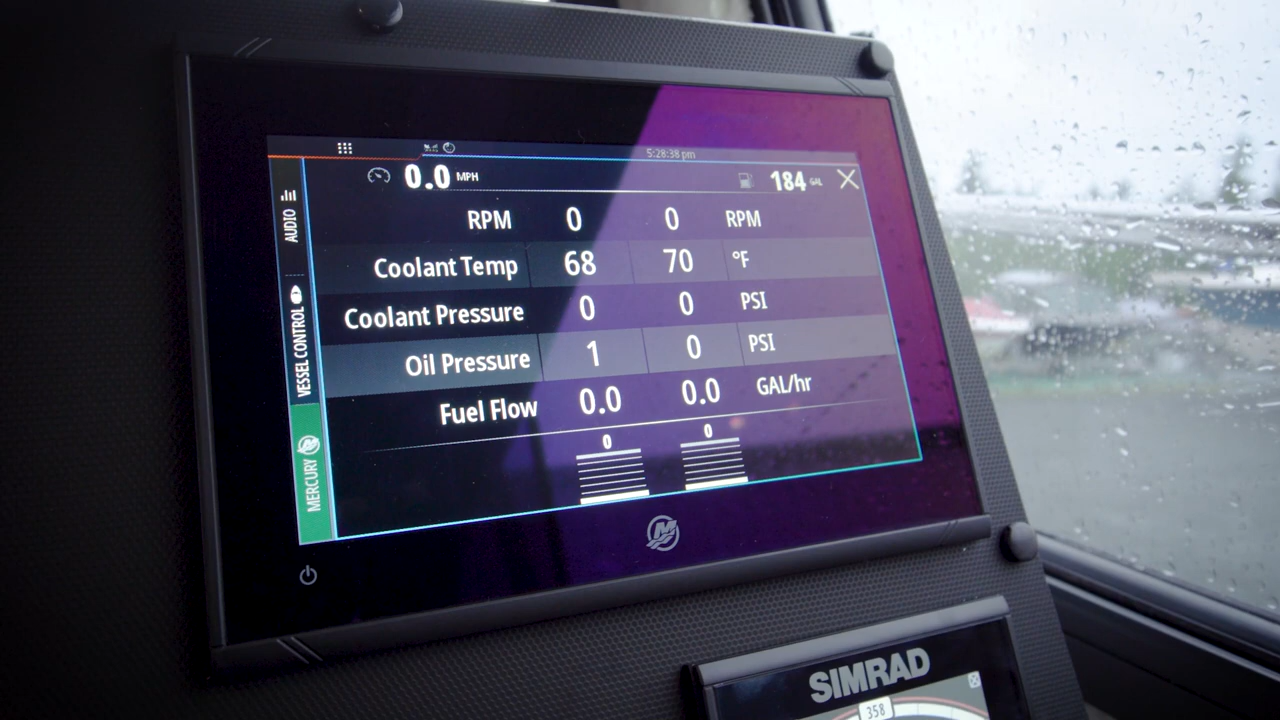 5:28:38 pm
0.0 MPH 184 GAL
RPM 0 0 RPM
Coolant Temp 68 70 °F
Coolant Pressure 0 0 PSI
Oil Pressure 1 0 PSI
Fuel Flow 0.0 0.0 GAL/hr
0 0
AUDIO
VESSEL CONTROL
MERCURY
SIMRAD
358